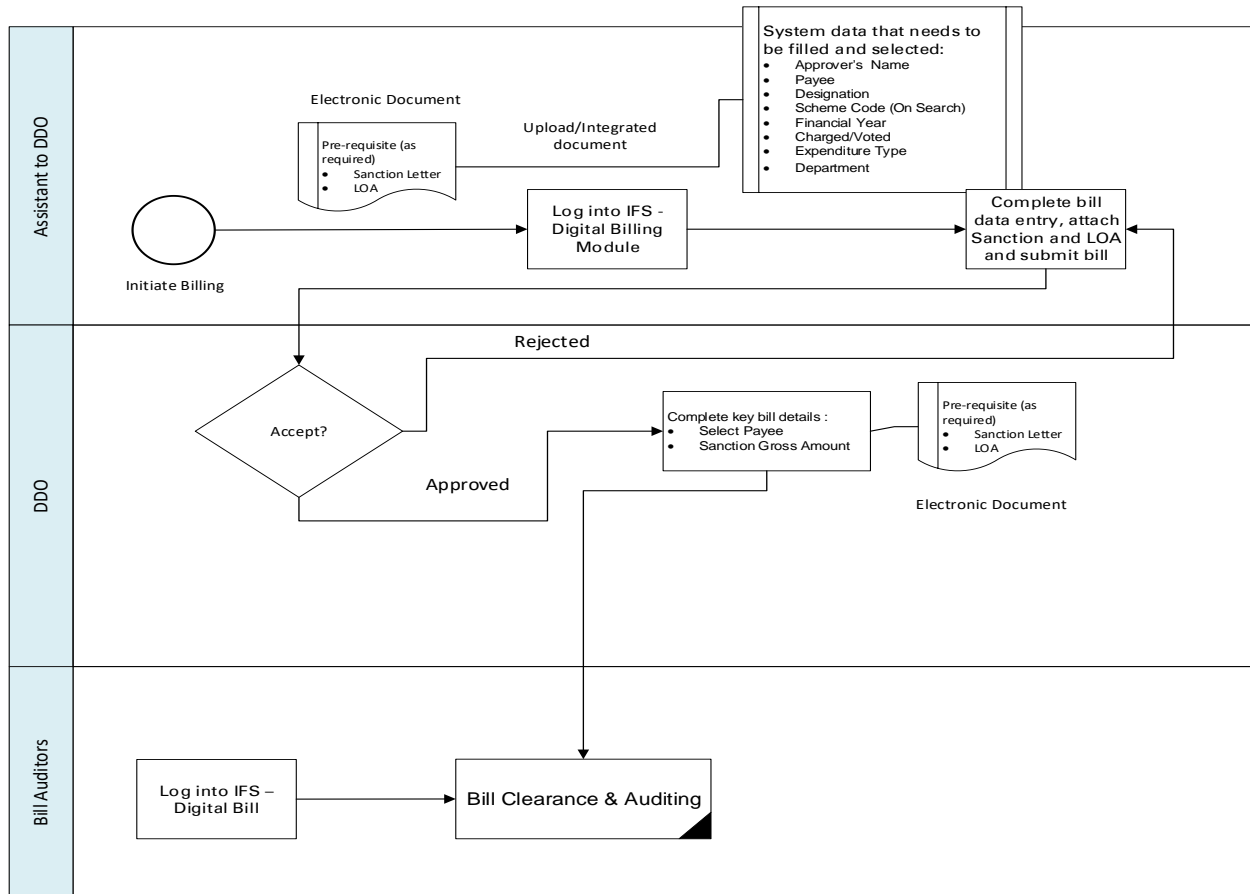 Assistant to DDO
System data that needs to
be filled and selected:
• Approver's Name
• Payee
• Designation
• Scheme Code (On Search)
• Financial Year
• Charged/Voted
• Expenditure Type
• Department
Electronic Document
Pre-requisite (as
required)
• Sanction Letter
• LOA
Upload/Integrated
document
Initiate Billing
Log into IFS -
Digital Billing
Module
Complete bill
data entry, attach
Sanction and LOA
and submit bill
DDO
Rejected
Accept?
Approved
Complete key bill details :
• Select Payee
• Sanction Gross Amount
Pre-requisite (as
required)
• Sanction Letter
• LOA
Electronic Document
Bill Auditors
Log into IFS –
Digital Bill
Bill Clearance & Auditing